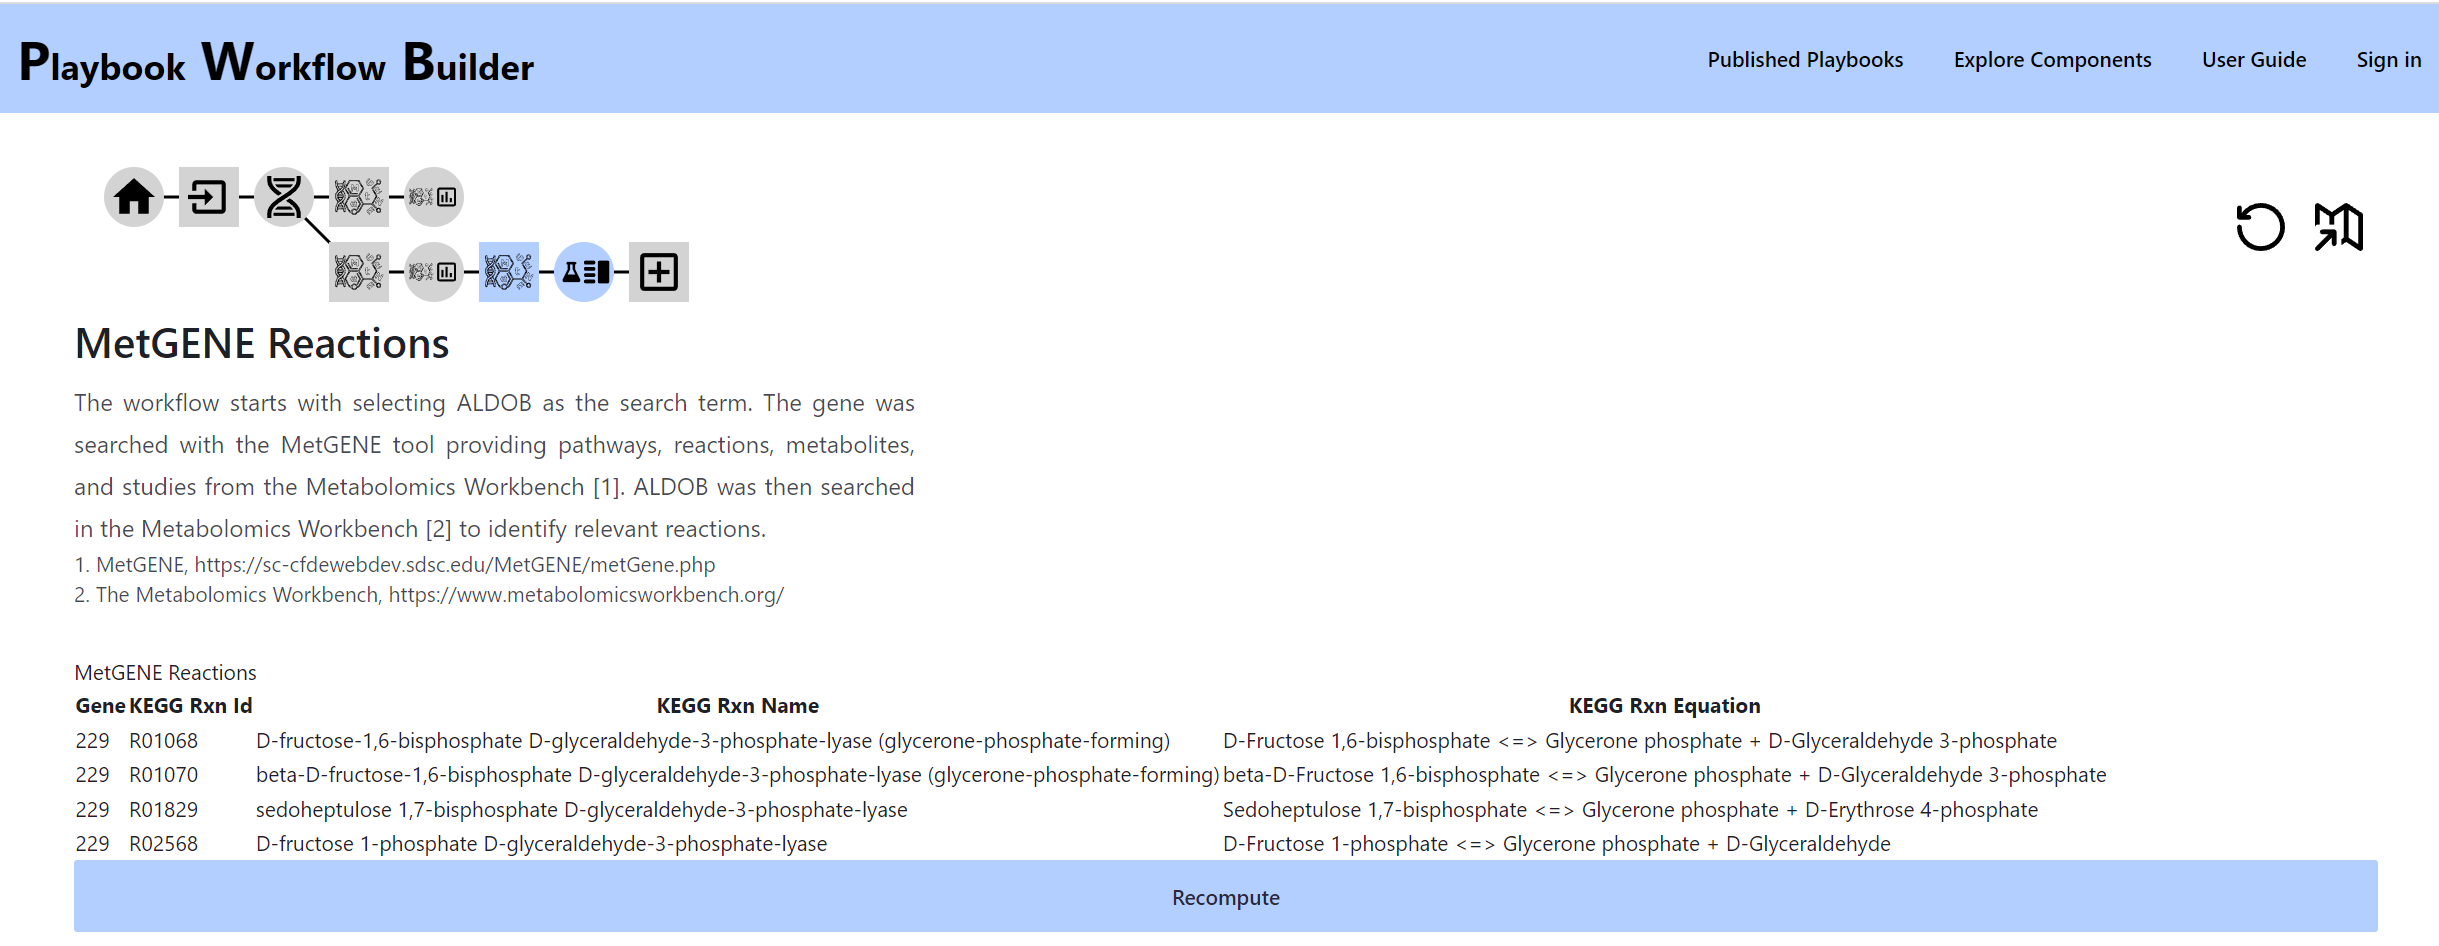 Playbook Workflow Builder
Published Playbooks Explore Components User Guide Sign in
MetGENE Reactions
The workflow starts with selecting ALDOB as the search term. The gene was
searched with the MetGENE tool providing pathways, reactions, metabolites,
and studies from the Metabolomics Workbench [1]. ALDOB was then searched
in the Metabolomics Workbench [2] to identify relevant reactions.
1. MetGENE, https://sc-cfdewebdev.sdsc.edu/MetGENE/metGene.php
2. The Metabolomics Workbench, https://www.metabolomicsworkbench.org/
MetGENE Reactions
Gene KEGG Rxn Id KEGG Rxn Name KEGG Rxn Equation
229 R01068 D-fructose-1,6-bisphosphate D-glyceraldehyde-3-phosphate-lyase (glycerone-phosphate-forming) D-Fructose 1,6-bisphosphate <=> Glycerone phosphate + D-Glyceraldehyde 3-phosphate
229 R01070 beta-D-fructose-1,6-bisphosphate D-glyceraldehyde-3-phosphate-lyase (glycerone-phosphate-forming) beta-D-Fructose 1,6-bisphosphate <=> Glycerone phosphate + D-Glyceraldehyde 3-phosphate
229 R01829 sedoheptulose 1,7-bisphosphate D-glyceraldehyde-3-phosphate-lyase Sedoheptulose 1,7-bisphosphate <=> Glycerone phosphate + D-Erythrose 4-phosphate
229 R02568 D-fructose 1-phosphate D-glyceraldehyde-3-phosphate-lyase D-Fructose 1-phosphate <=> Glycerone phosphate + D-Glyceraldehyde
Recompute